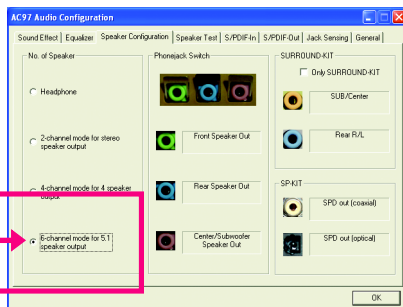 AC97 Audio Configuration
Sound Effect | Equalizer | Speaker Configuration | Speaker Test | S/PDIF-In | S/PDIF-Out | Jack Sensing | General
No. of Speaker
Headphone
2-channel mode for stereo
speaker output
4-channel mode for 4 speaker
output
6-channel mode for 5.1
speaker output
Phonejack Switch
Front Speaker Out
Rear Speaker Out
Center/Subwoofer
Speaker Out
SURROUND-KIT
Only SURROUND-KIT
SUB/Center
Rear R/L
SP-KIT
SPD out (coaxial)
SPD out (optical)
OK